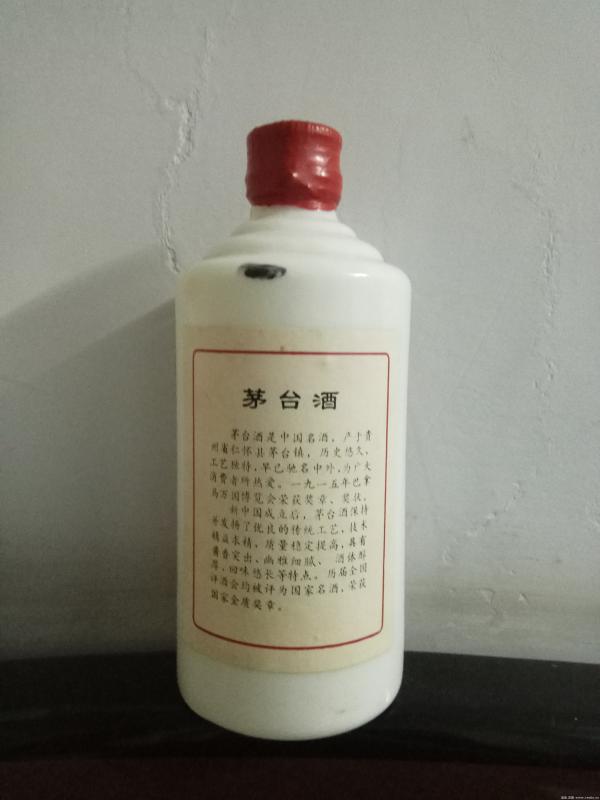 茅台酒
茅台酒是中国名酒，产于贵
州省仁怀县茅台镇，历史悠久、
工艺独特，早已驰名中外，为广大
消费者所热爱。一九一五年巴拿
马万国博览会荣获奖章、奖状。
新中国成立后，茅台酒保持
并发扬了优良的传统工艺，技术
精益求精，质量稳定提高，具有
酱香突出、幽雅细腻、酒体醇
厚、回味悠长等特点。历届全国
评酒会均被评为国家名酒、荣获
国家金质奖章。